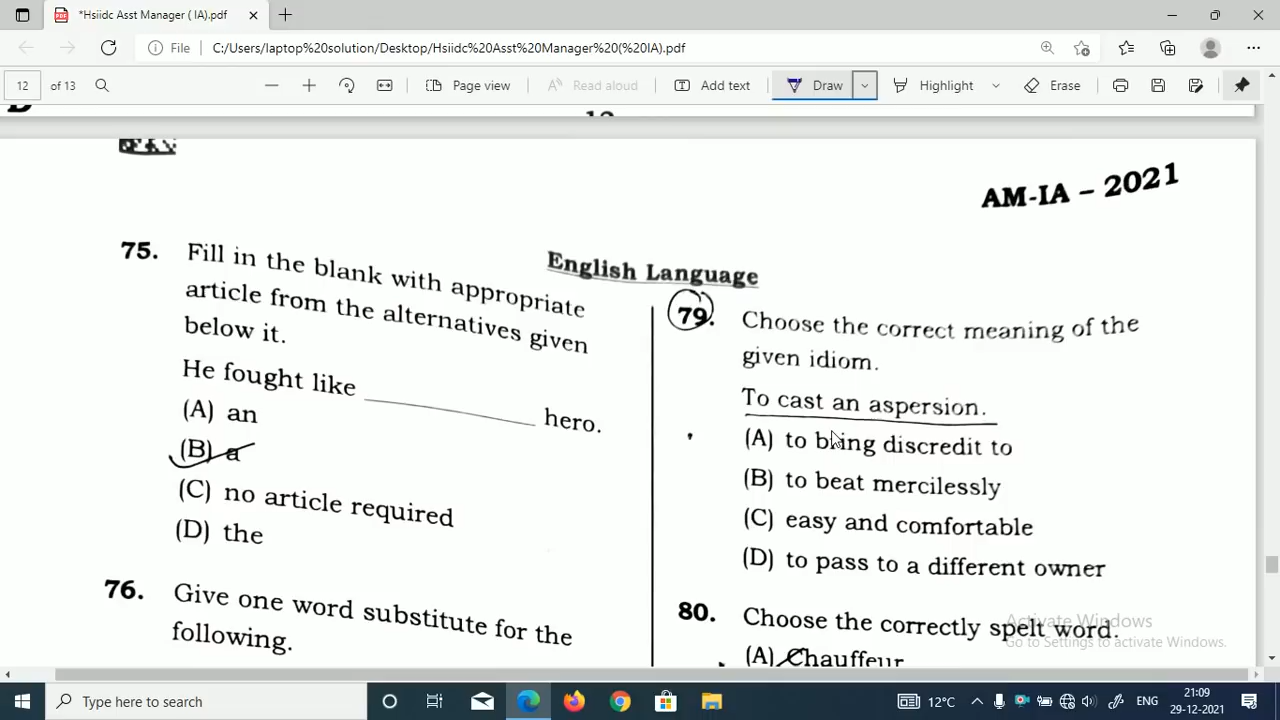 *Hsiidc Asst Manager ( IA).pdf
File
C:/Users/laptop%20solution/Desktop/Hsiidc%20Asst%20Manager%20(%20IA).pdf
12 of 13
Page view
Read aloud
Add text
Draw
Highlight
Erase
AM-IA – 2021
English Language
75. Fill in the blank with appropriate
article from the alternatives given
below it.
He fought like ____________ hero.
(A) an
(B) a
(C) no article required
(D) the
76. Give one word substitute for the
following.
79. Choose the correct meaning of the
given idiom.
To cast an aspersion.
(A) to bring discredit to
(B) to beat mercilessly
(C) easy and comfortable
(D) to pass to a different owner
80. Choose the correctly spelt word.
(A) Chauffeur
Activate Windows
Go to Settings to activate Windows.
Type here to search
12°C
ENG
21:09
29-12-2021